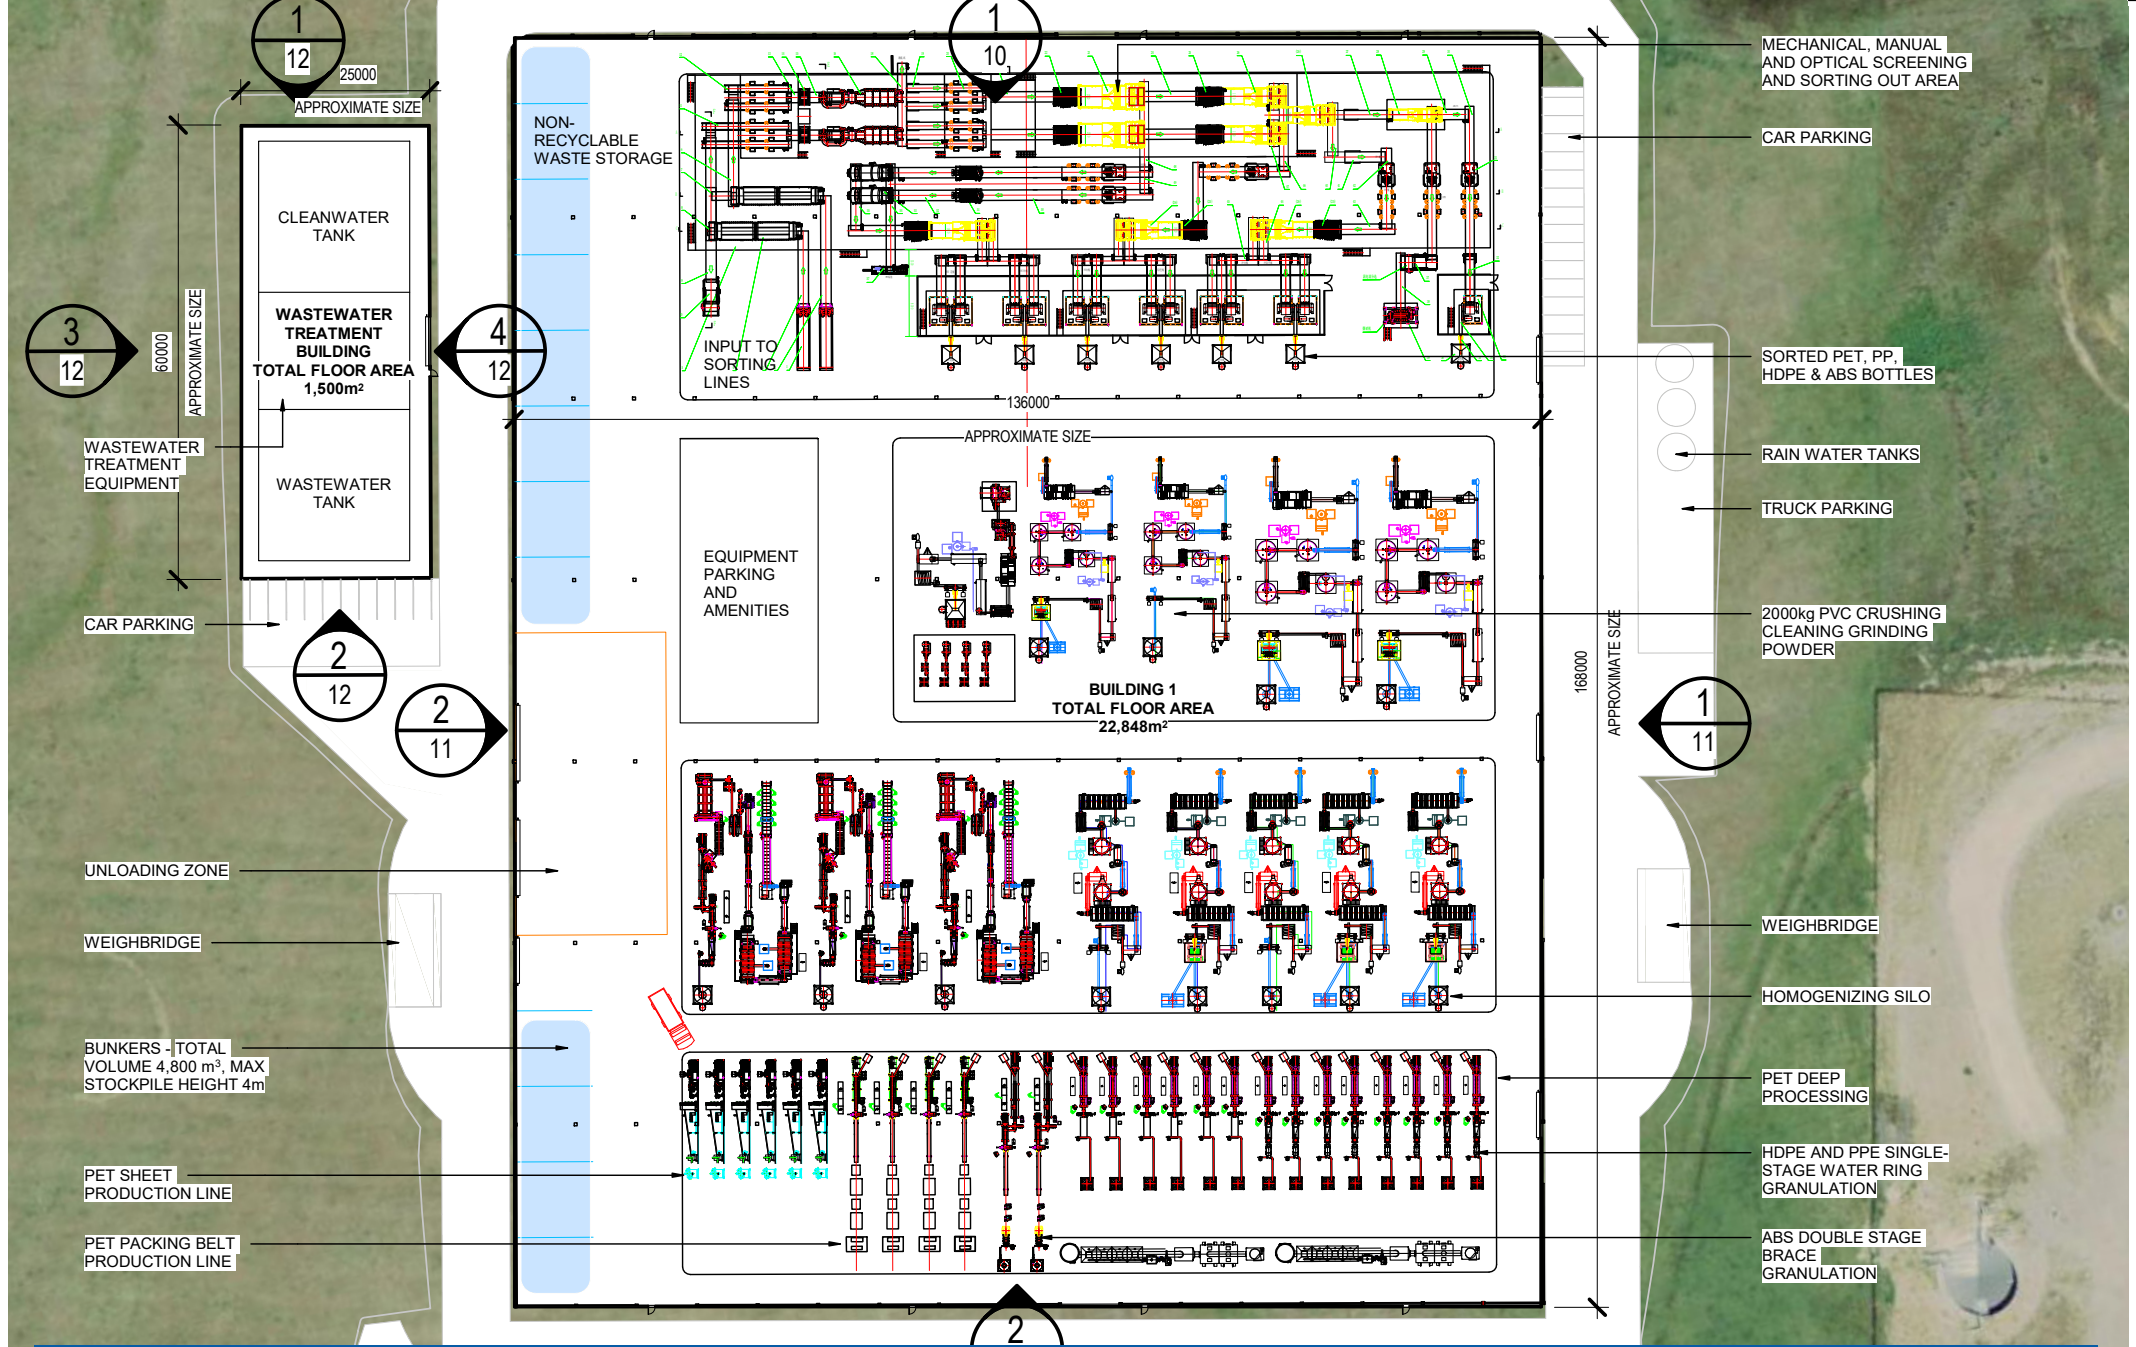 1
12
25000
APPROXIMATE SIZE
1
10
MECHANICAL, MANUAL
AND OPTICAL SCREENING
AND SORTING OUT AREA
NON-
RECYCLABLE
WASTE STORAGE
CAR PARKING
CLEANWATER
TANK
WASTEWATER
TREATMENT
BUILDING
TOTAL FLOOR AREA
1,500m²
60000
APPROXIMATE SIZE
3
12
4
12
INPUT TO
SORTING
LINES
SORTED PET, PP,
HDPE & ABS BOTTLES
136000
APPROXIMATE SIZE
WASTEWATER
TREATMENT
EQUIPMENT
WASTEWATER
TANK
RAIN WATER TANKS
TRUCK PARKING
EQUIPMENT
PARKING
AND
AMENITIES
CAR PARKING
2000kg PVC CRUSHING
CLEANING GRINDING
POWDER
2
12
2
11
BUILDING 1
TOTAL FLOOR AREA
22,848m²
168000
APPROXIMATE SIZE
1
11
UNLOADING ZONE
WEIGHBRIDGE
WEIGHBRIDGE
HOMOGENIZING SILO
BUNKERS - TOTAL
VOLUME 4,800 m³, MAX
STOCKPILE HEIGHT 4m
PET DEEP
PROCESSING
PET SHEET
PRODUCTION LINE
HDPE AND PPE SINGLE-
STAGE WATER RING
GRANULATION
PET PACKING BELT
PRODUCTION LINE
ABS DOUBLE STAGE
BRACE
GRANULATION
2